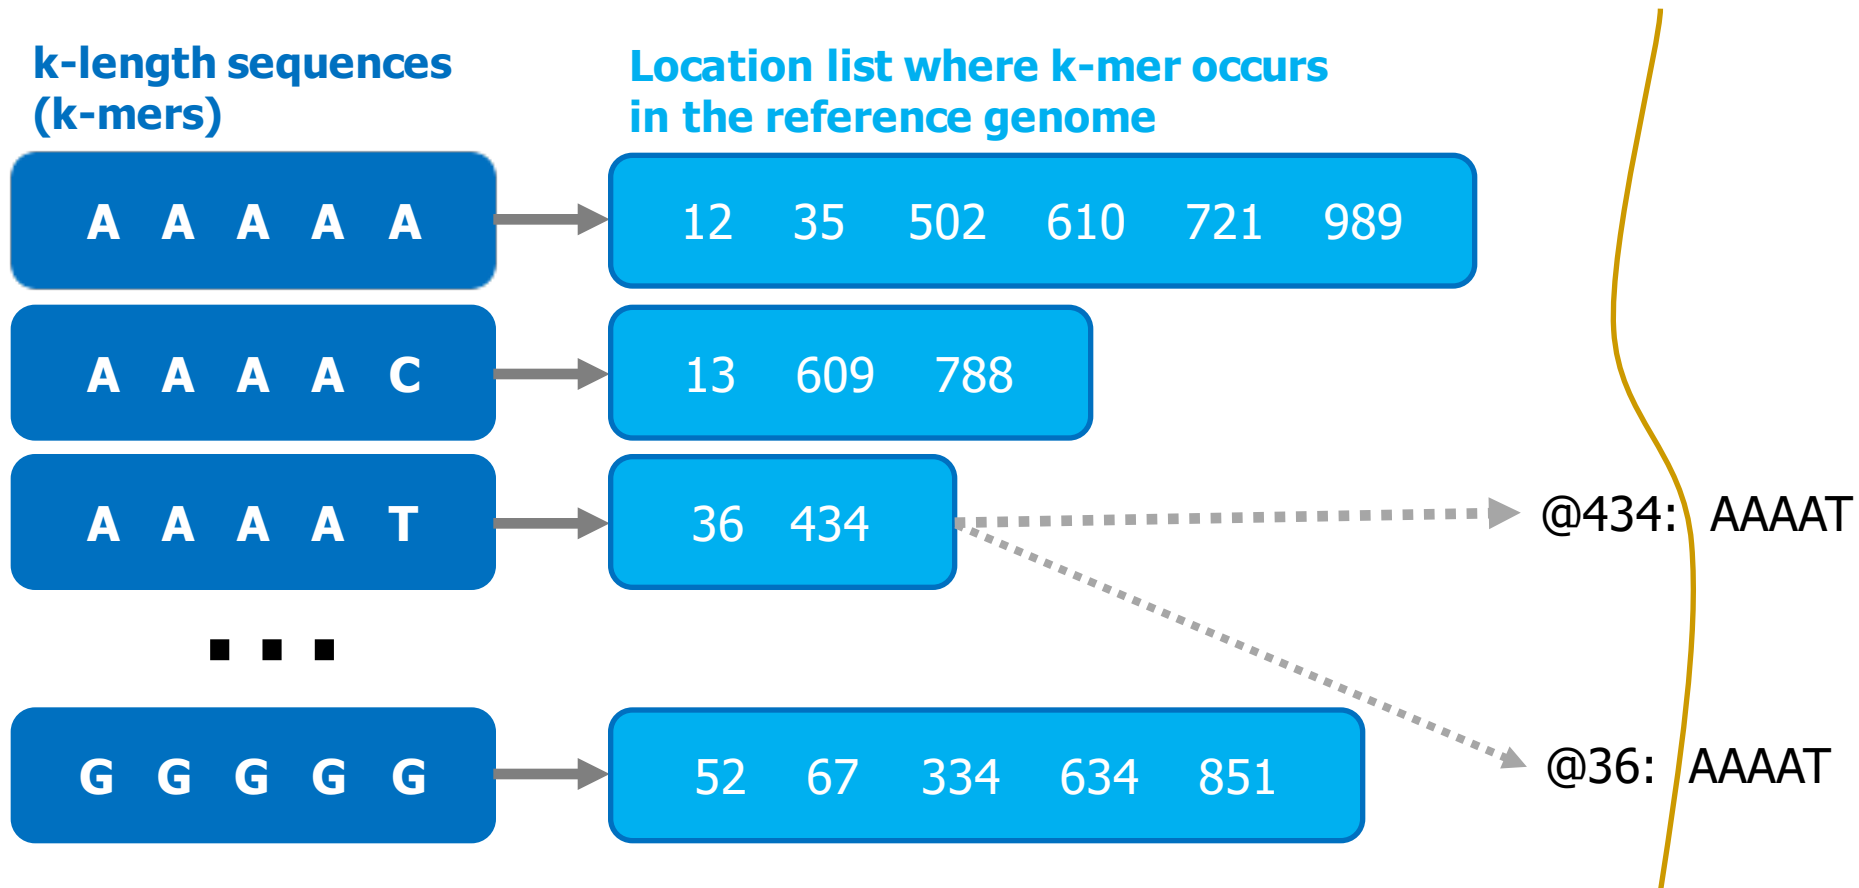 k-length sequences
(k-mers)
Location list where k-mer occurs
in the reference genome
A A A A A
12 35 502 610 721 989
A A A A C
13 609 788
A A A A T
36 434
@434: AAAAT
...
G G G G G
52 67 334 634 851
@36: AAAAT